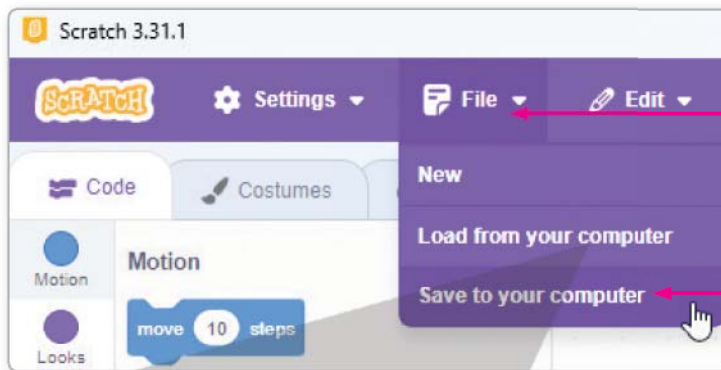 Scratch 3.31.1
SCRATCH Settings File Edit
Code Costumes
New
Load from your computer
Save to your computer
Motion
Looks
Motion
move 10 steps